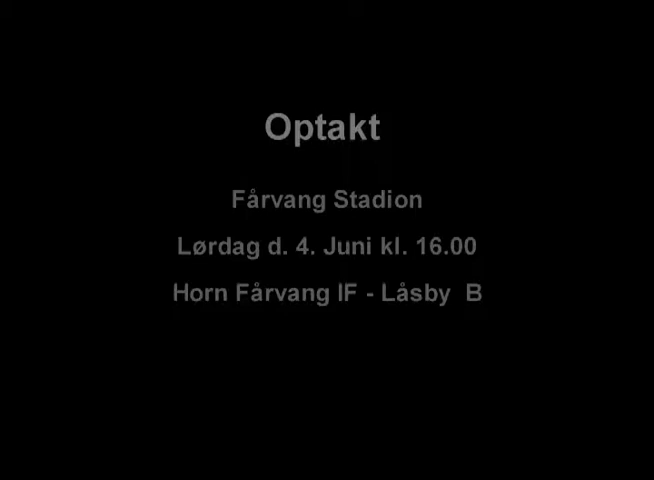 Optakt
Fårvang Stadion
Lørdag d. 4. Juni kl. 16.00
Horn Fårvang IF - Låsby  B